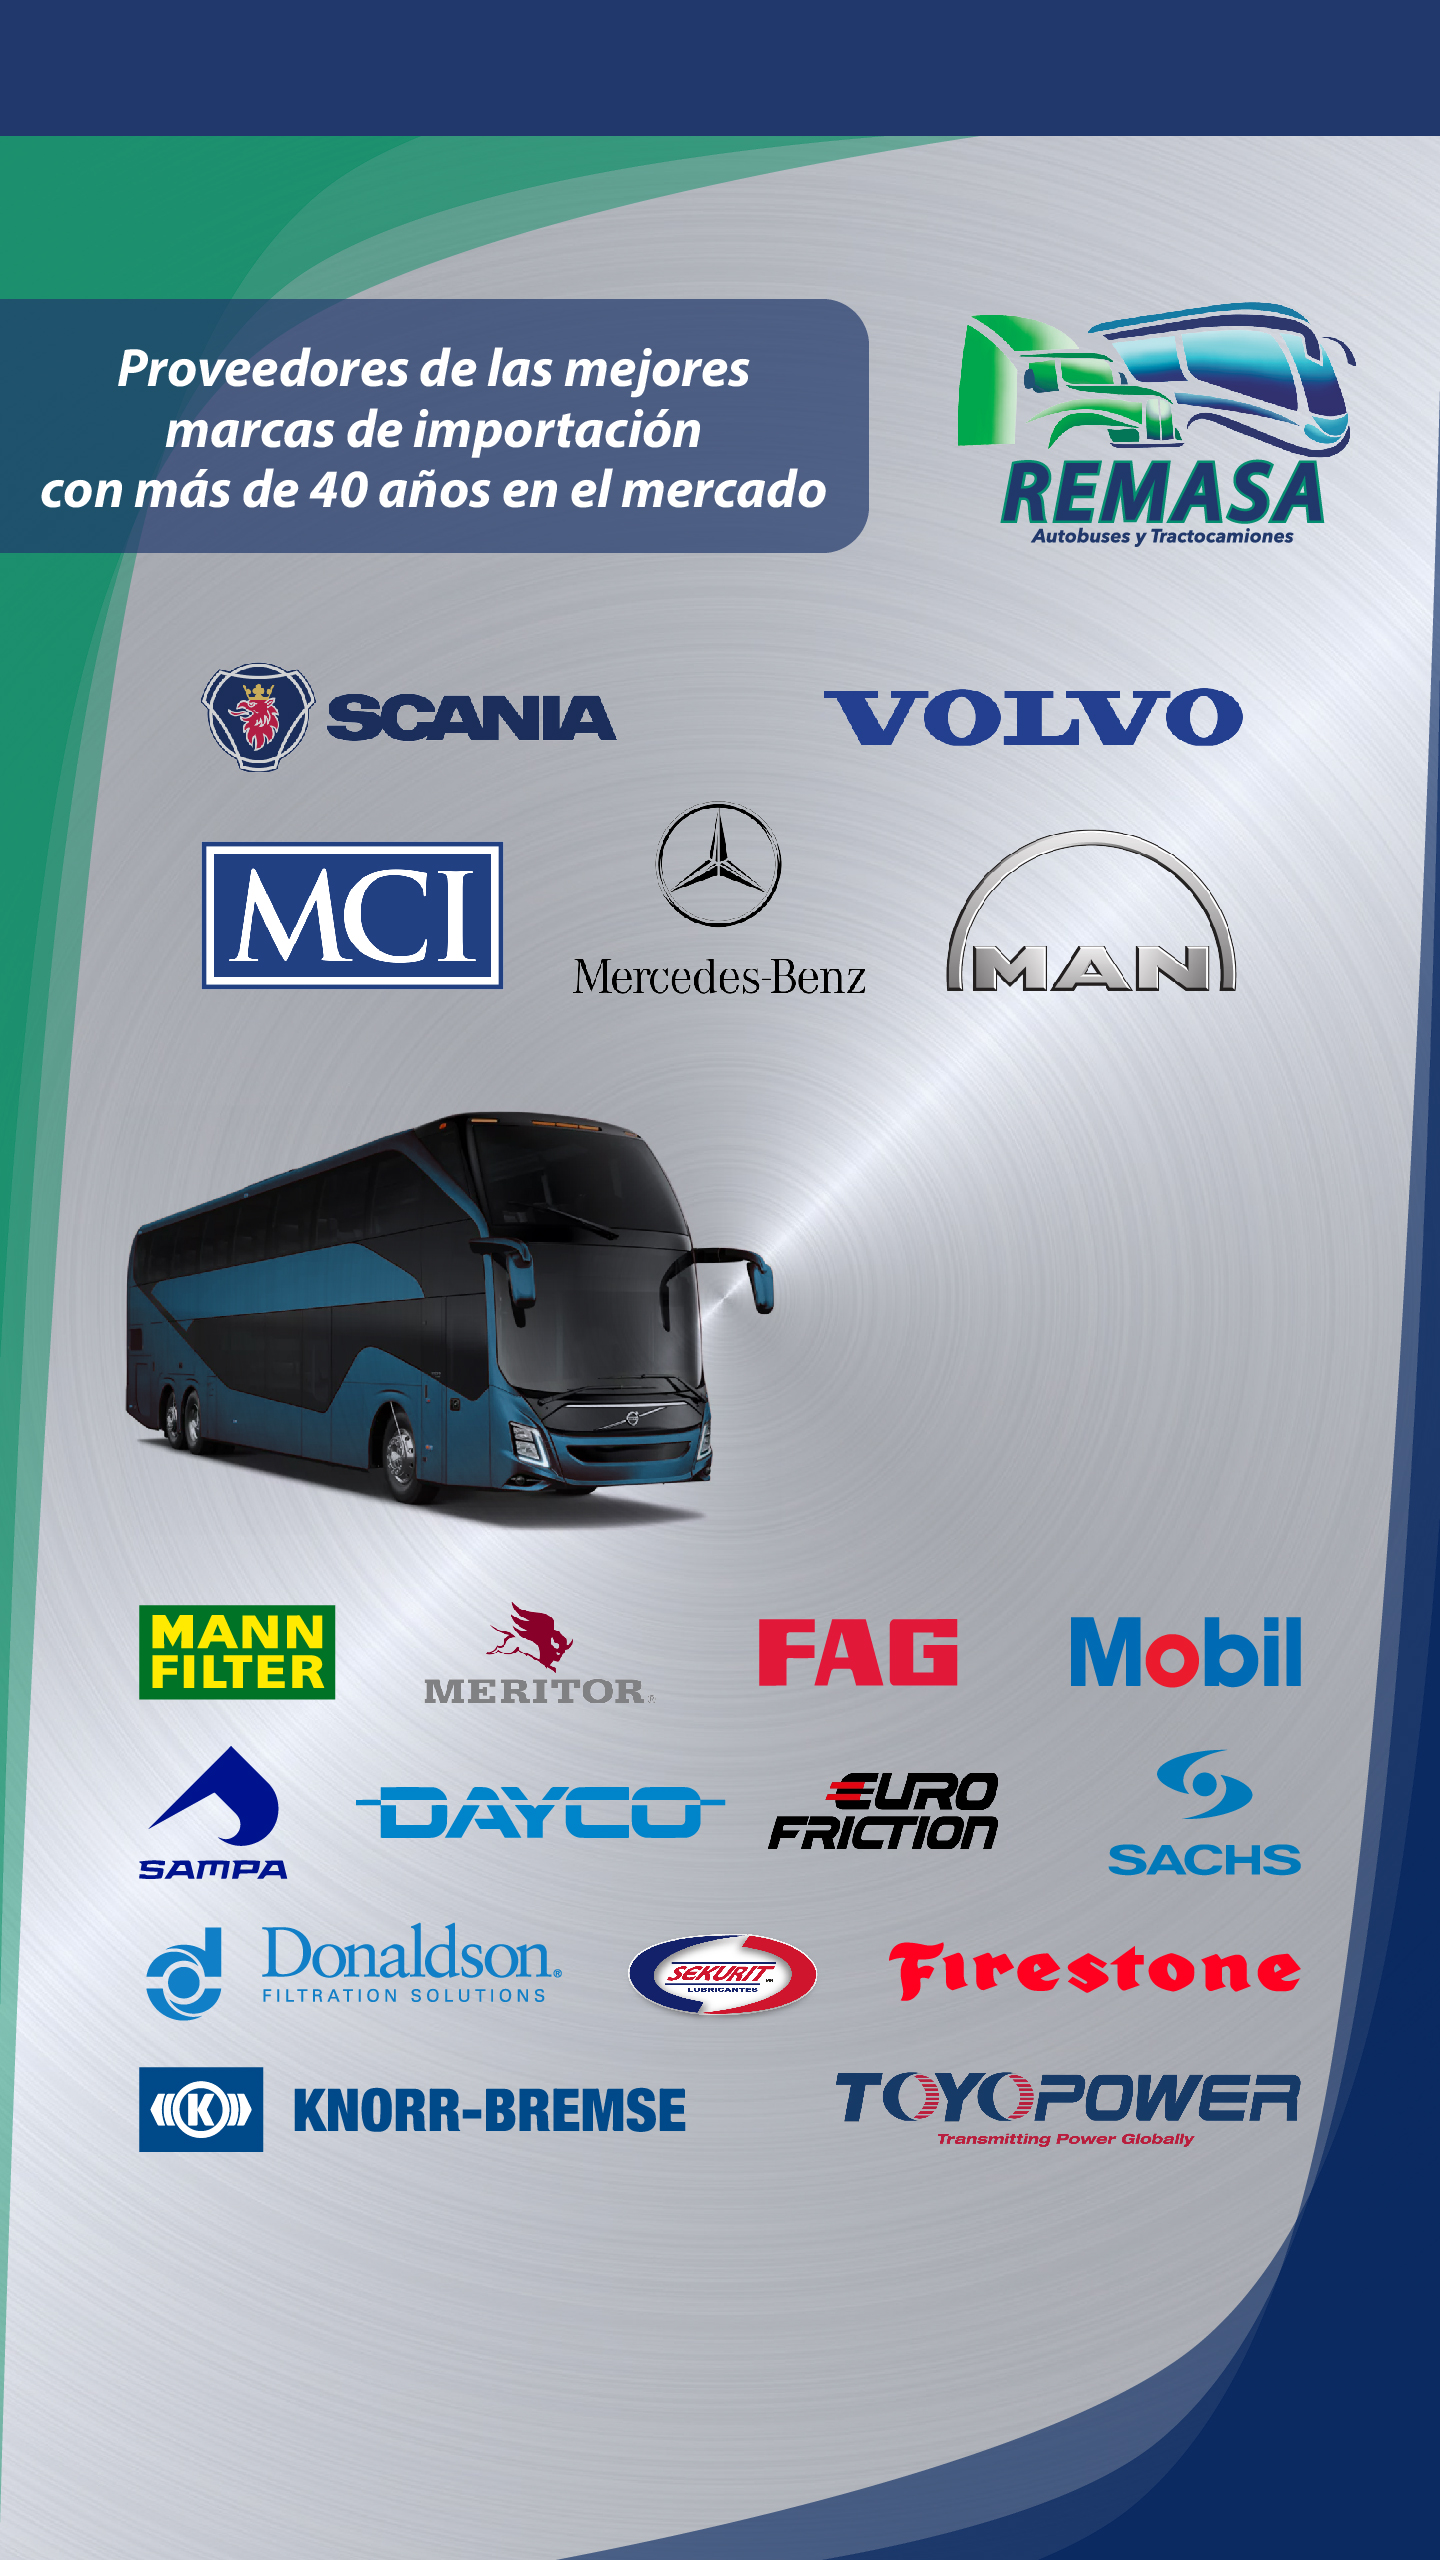 Proveedores de las mejores
marcas de importación
con más de 40 años en el mercado
REMASA
Autobuses y Tractocamiones
SCANIA
VOLVO
MCI
Mercedes-Benz
MAN
MANN
FILTER
MERITOR®
FAG
Mobil
SAMPA
DAYCO
EURO
FRICTION
SACHS
Donaldson®
FILTRATION SOLUTIONS
SEKURIT
LUBRICANTES
Firestone
K
KNORR-BREMSE
TOYOPOWER
Transmitting Power Globally